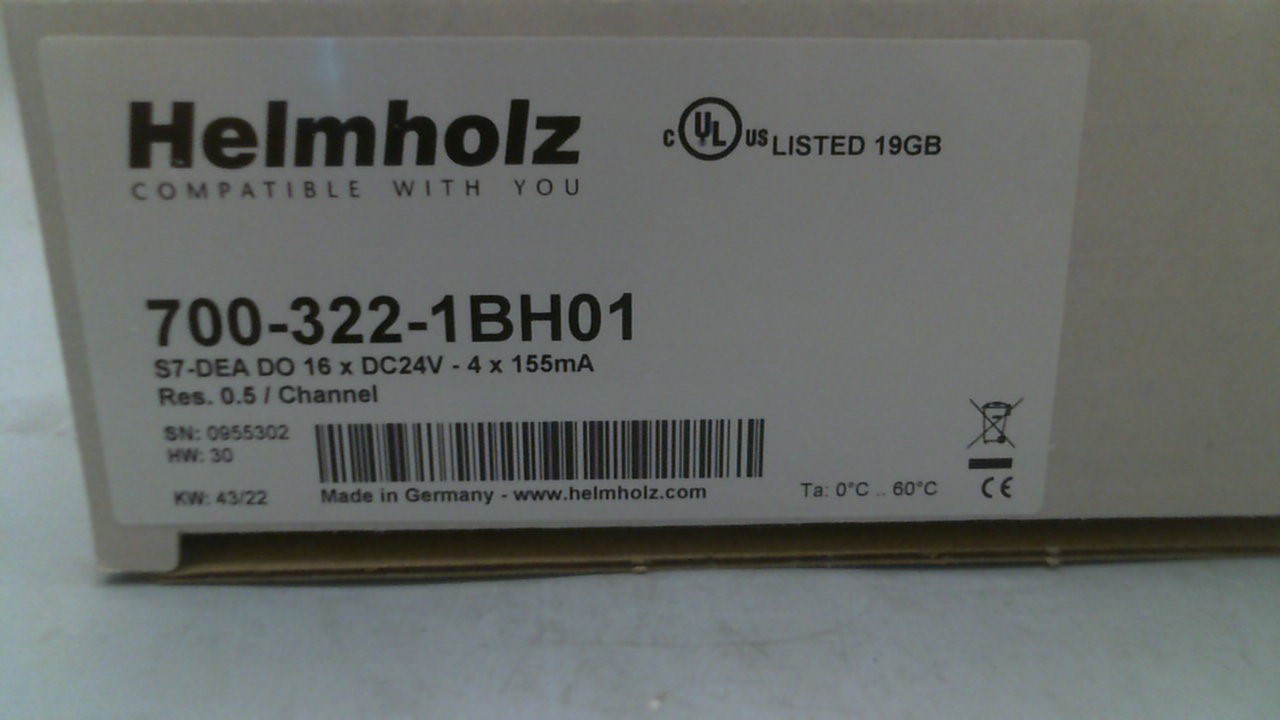 Helmholz
COMPATIBLE WITH YOU
c UL US LISTED 19GB
700-322-1BH01
S7-DEA DO 16 x DC24V - 4 x 155mA
Res. 0.5 / Channel
SN: 0955302
HW: 30
KW: 43/22
Made in Germany - www.helmholz.com
Ta: 0°C .. 60°C
CE